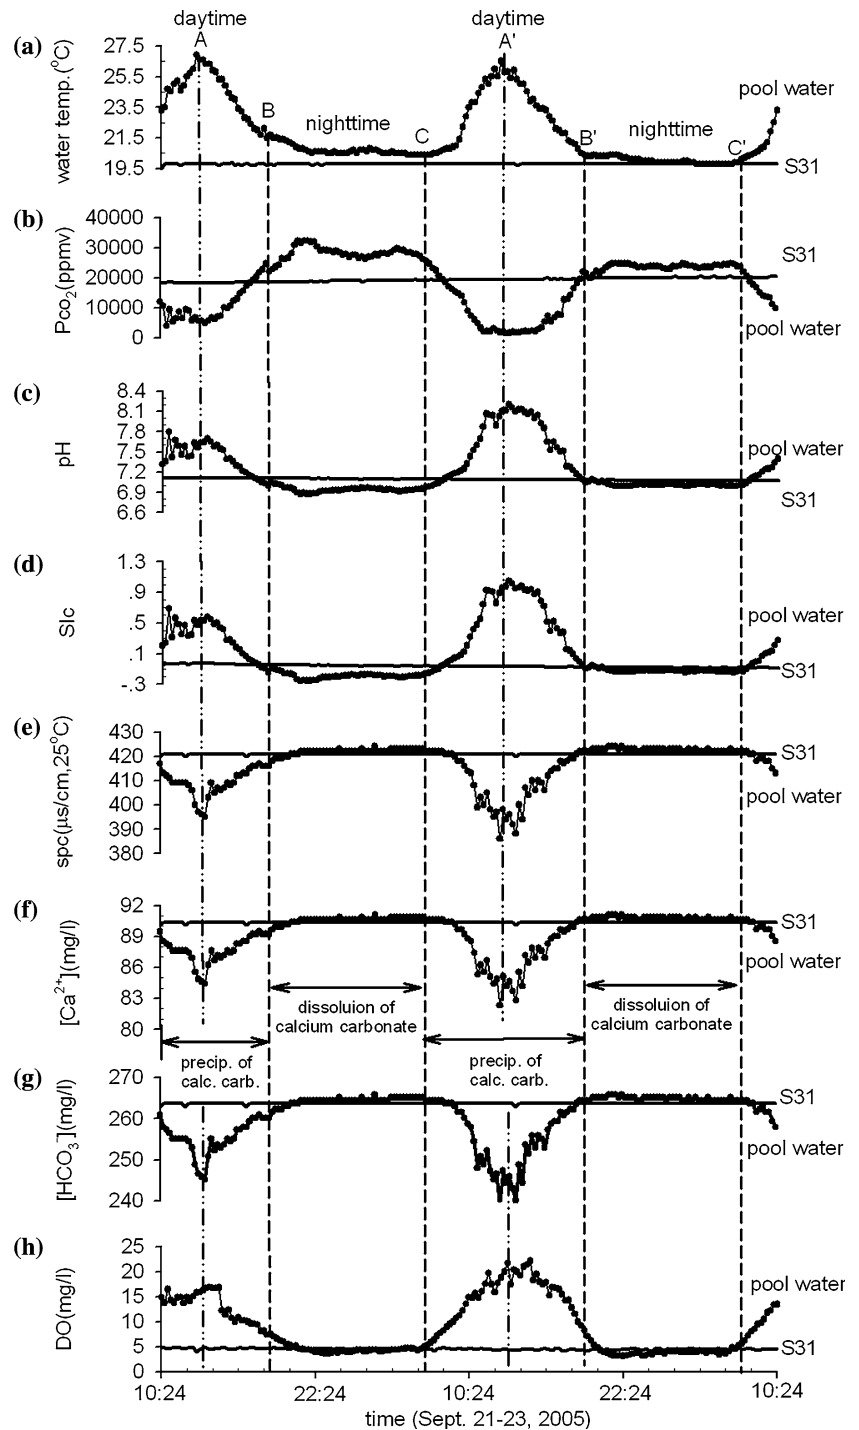 daytime
daytime
(a)
water temp.(°C)
27.5
25.5
23.5
21.5
19.5
A
B
nighttime
C
A'
B'
nighttime
C'
pool water
S31
(b)
Pco₂(ppmv)
40000
30000
20000
10000
0
S31
pool water
(c)
pH
8.4
8.1
7.8
7.5
7.2
6.9
6.6
pool water
S31
(d)
SIc
1.3
.9
.5
.1
-.3
pool water
S31
(e)
spc(µs/cm,25°C)
430
420
410
400
390
380
S31
pool water
(f)
[Ca²⁺](mg/l)
92
89
86
83
80
S31
pool water
dissoluion of
calcium carbonate
dissoluion of
calcium carbonate
precip. of
calc. carb.
precip. of
calc. carb.
(g)
[HCO₃](mg/l)
270
260
250
240
S31
pool water
(h)
DO(mg/l)
25
20
15
10
5
0
pool water
S31
10:24
22:24
10:24
22:24
10:24
time (Sept. 21-23, 2005)